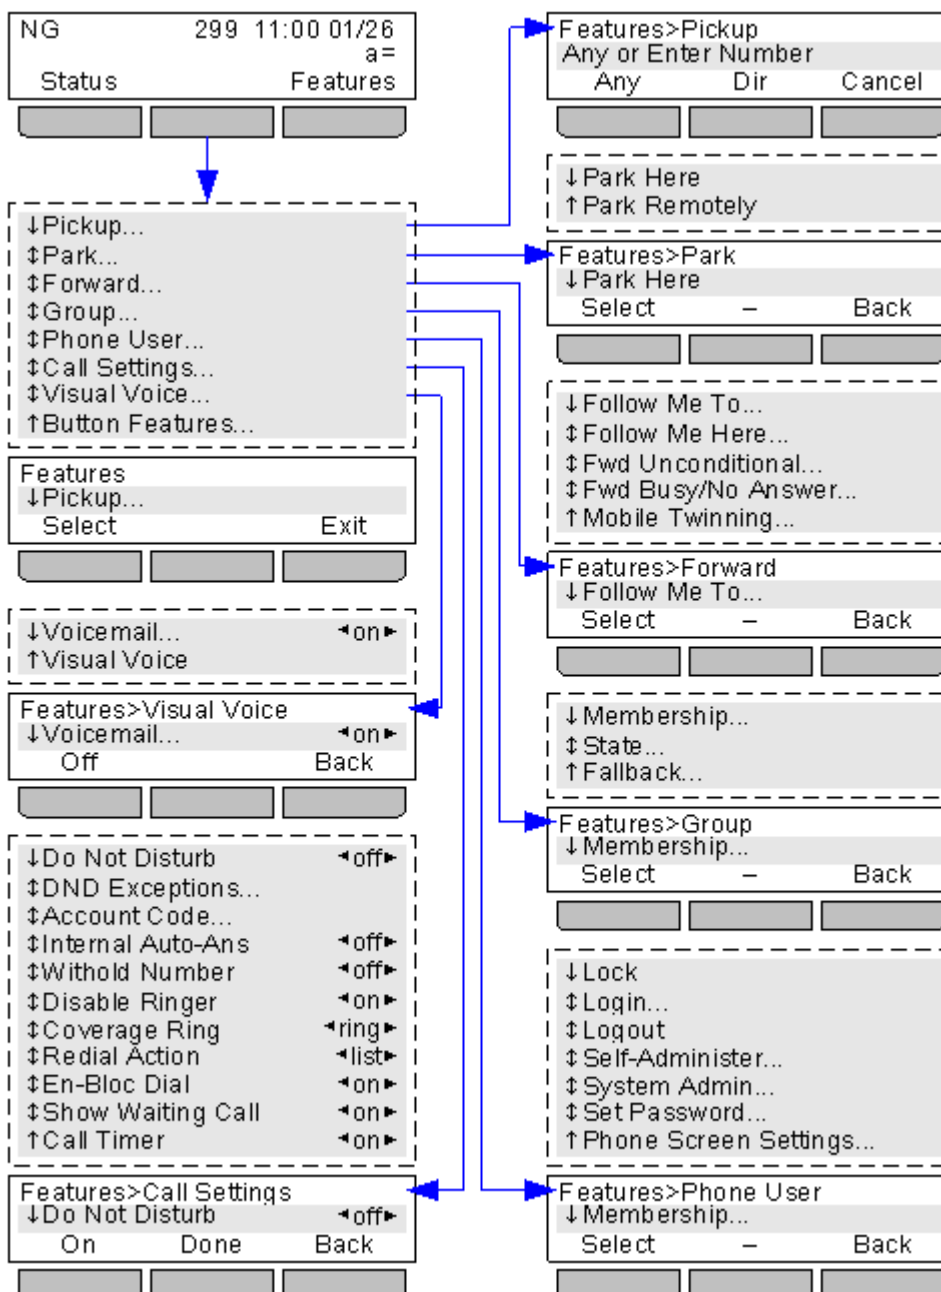 NG 299 11:00 01/26
a=
Status Features
↓Pickup...
↕Park...
↕Forward...
↕Group...
↕Phone User...
↕Call Settings...
↕Visual Voice...
↑Button Features...
Features
↓Pickup...
Select Exit
↓Voicemail... ◂on▸
↑Visual Voice
Features>Visual Voice
↓Voicemail... ◂on▸
Off Back
↓Do Not Disturb ◂off▸
↕DND Exceptions...
↕Account Code...
↕Internal Auto-Ans ◂off▸
↕Withold Number ◂off▸
↕Disable Ringer ◂on▸
↕Coverage Ring ◂ring▸
↕Redial Action ◂list▸
↕En-Bloc Dial ◂on▸
↕Show Waiting Call ◂on▸
↑Call Timer ◂on▸
Features>Call Settings
↓Do Not Disturb ◂off▸
On Done Back
Features>Pickup
Any or Enter Number
Any Dir Cancel
↓Park Here
↑Park Remotely
Features>Park
↓Park Here
Select – Back
↓Follow Me To...
↕Follow Me Here...
↕Fwd Unconditional...
↕Fwd Busy/No Answer...
↑Mobile Twinning...
Features>Forward
↓Follow Me To...
Select – Back
↓Membership...
↕State...
↑Fallback...
Features>Group
↓Membership...
Select – Back
↓Lock
↕Login...
↕Logout
↕Self-Administer...
↕System Admin...
↕Set Password...
↑Phone Screen Settings...
Features>Phone User
↓Membership...
Select – Back